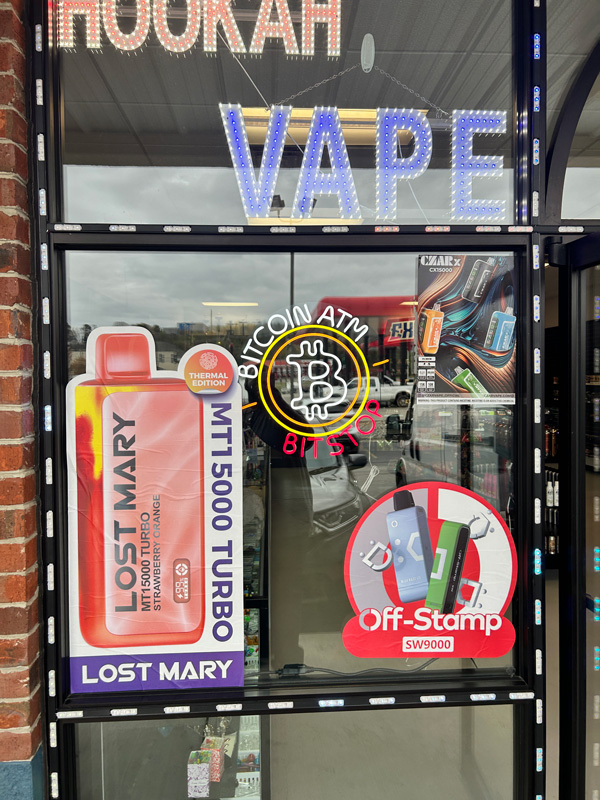 HOOKAH
VAPE
CZAR x
CX15000
BITCOIN ATM
B
BITSTOP
THERMAL
EDITION
LOST MARY
MT15000 TURBO
STRAWBERRY ORANGE
MT15000 TURBO
LOST MARY
Off-Stamp
SW9000